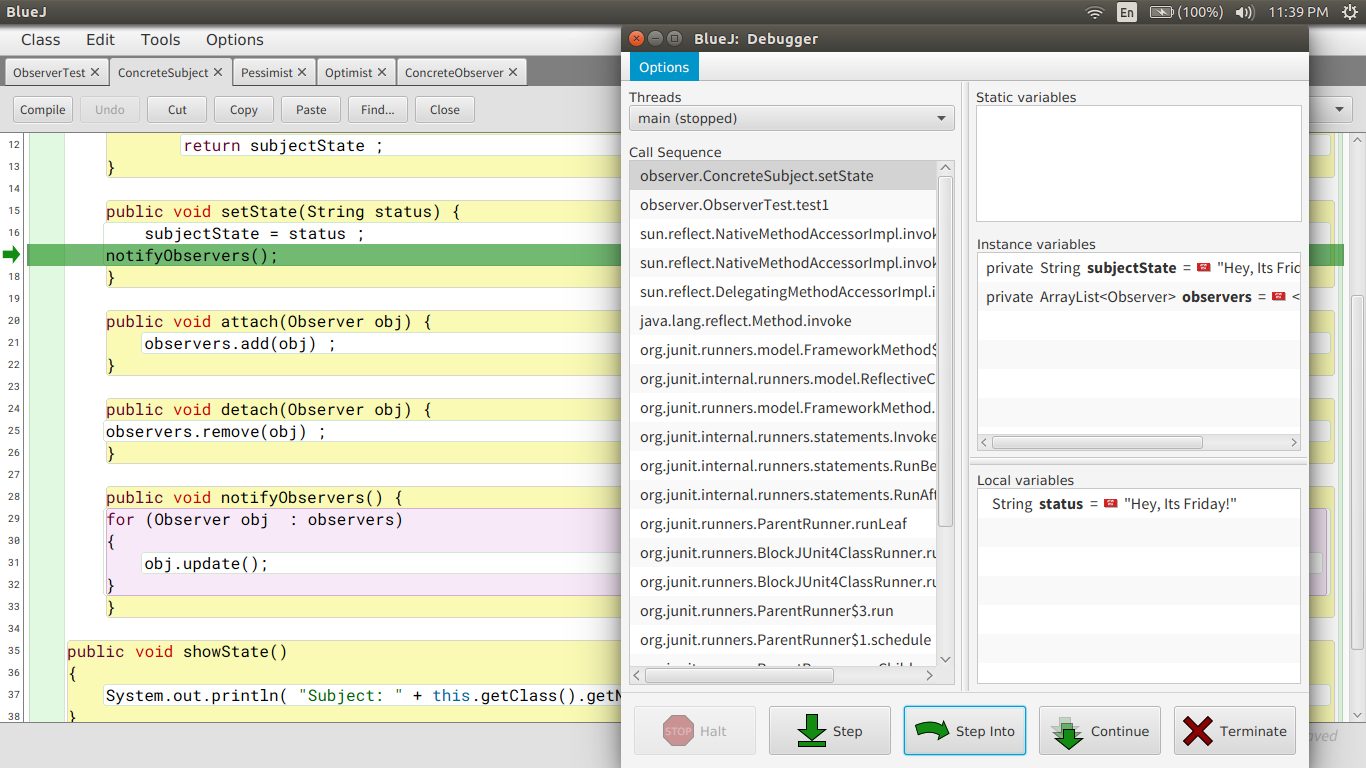 BlueJ
En (100%) 11:39 PM
Class Edit Tools Options
ObserverTest ConcreteSubject Pessimist Optimist ConcreteObserver
Compile Undo Cut Copy Paste Find... Close
12 return subjectState ;
13 }
14
15 public void setState(String status) {
16 subjectState = status ;
notifyObservers();
18 }
19
20 public void attach(Observer obj) {
21 observers.add(obj) ;
22 }
23
24 public void detach(Observer obj) {
25 observers.remove(obj) ;
26 }
27
28 public void notifyObservers() {
29 for (Observer obj : observers)
30 {
31 obj.update();
32 }
33 }
34
35 public void showState()
36 {
37 System.out.println( "Subject: " + this.getClass().get
38 }
BlueJ: Debugger
Options
Threads
main (stopped)
Call Sequence
observer.ConcreteSubject.setState
observer.ObserverTest.test1
sun.reflect.NativeMethodAccessorImpl.invok
sun.reflect.NativeMethodAccessorImpl.invok
sun.reflect.DelegatingMethodAccessorImpl.i
java.lang.reflect.Method.invoke
org.junit.runners.model.FrameworkMethod$
org.junit.internal.runners.model.ReflectiveC
org.junit.runners.model.FrameworkMethod.
org.junit.internal.runners.statements.Invoke
org.junit.internal.runners.statements.RunBe
org.junit.internal.runners.statements.RunAft
org.junit.runners.ParentRunner.runLeaf
org.junit.runners.BlockJUnit4ClassRunner.ru
org.junit.runners.BlockJUnit4ClassRunner.ru
org.junit.runners.ParentRunner$3.run
org.junit.runners.ParentRunner$1.schedule
Static variables
Instance variables
private String subjectState = "Hey, Its Frid
private ArrayList<Observer> observers = <
Local variables
String status = "Hey, Its Friday!"
STOP Halt Step Step Into Continue Terminate